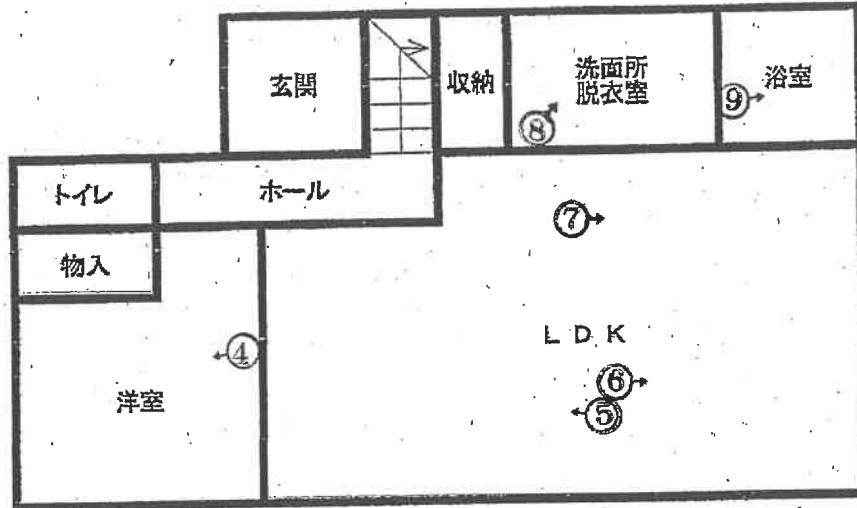 玄関
収納
洗面所
脱衣室
浴室
⑨
⑧
トイレ
ホール
⑦
物入
LDK
④
⑥
⑤
洋室